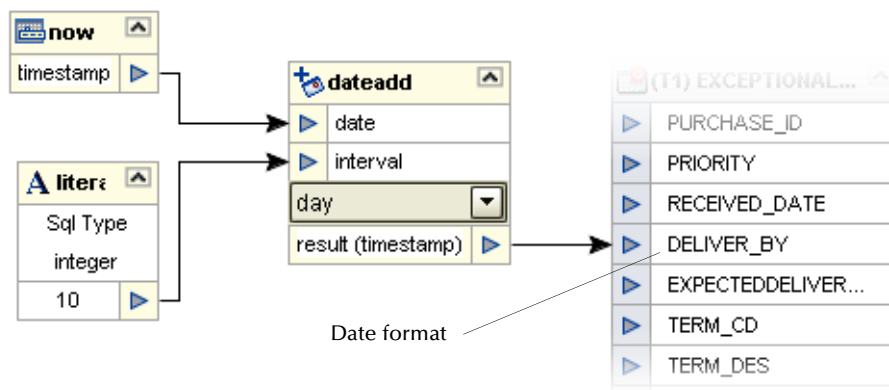 now
timestamp
A litera
Sql Type
integer
10
dateadd
date
interval
day
result (timestamp)
Date format
(T1) EXCEPTIONAL...
PURCHASE_ID
PRIORITY
RECEIVED_DATE
DELIVER_BY
EXPECTEDDELIVER...
TERM_CD
TERM_DES